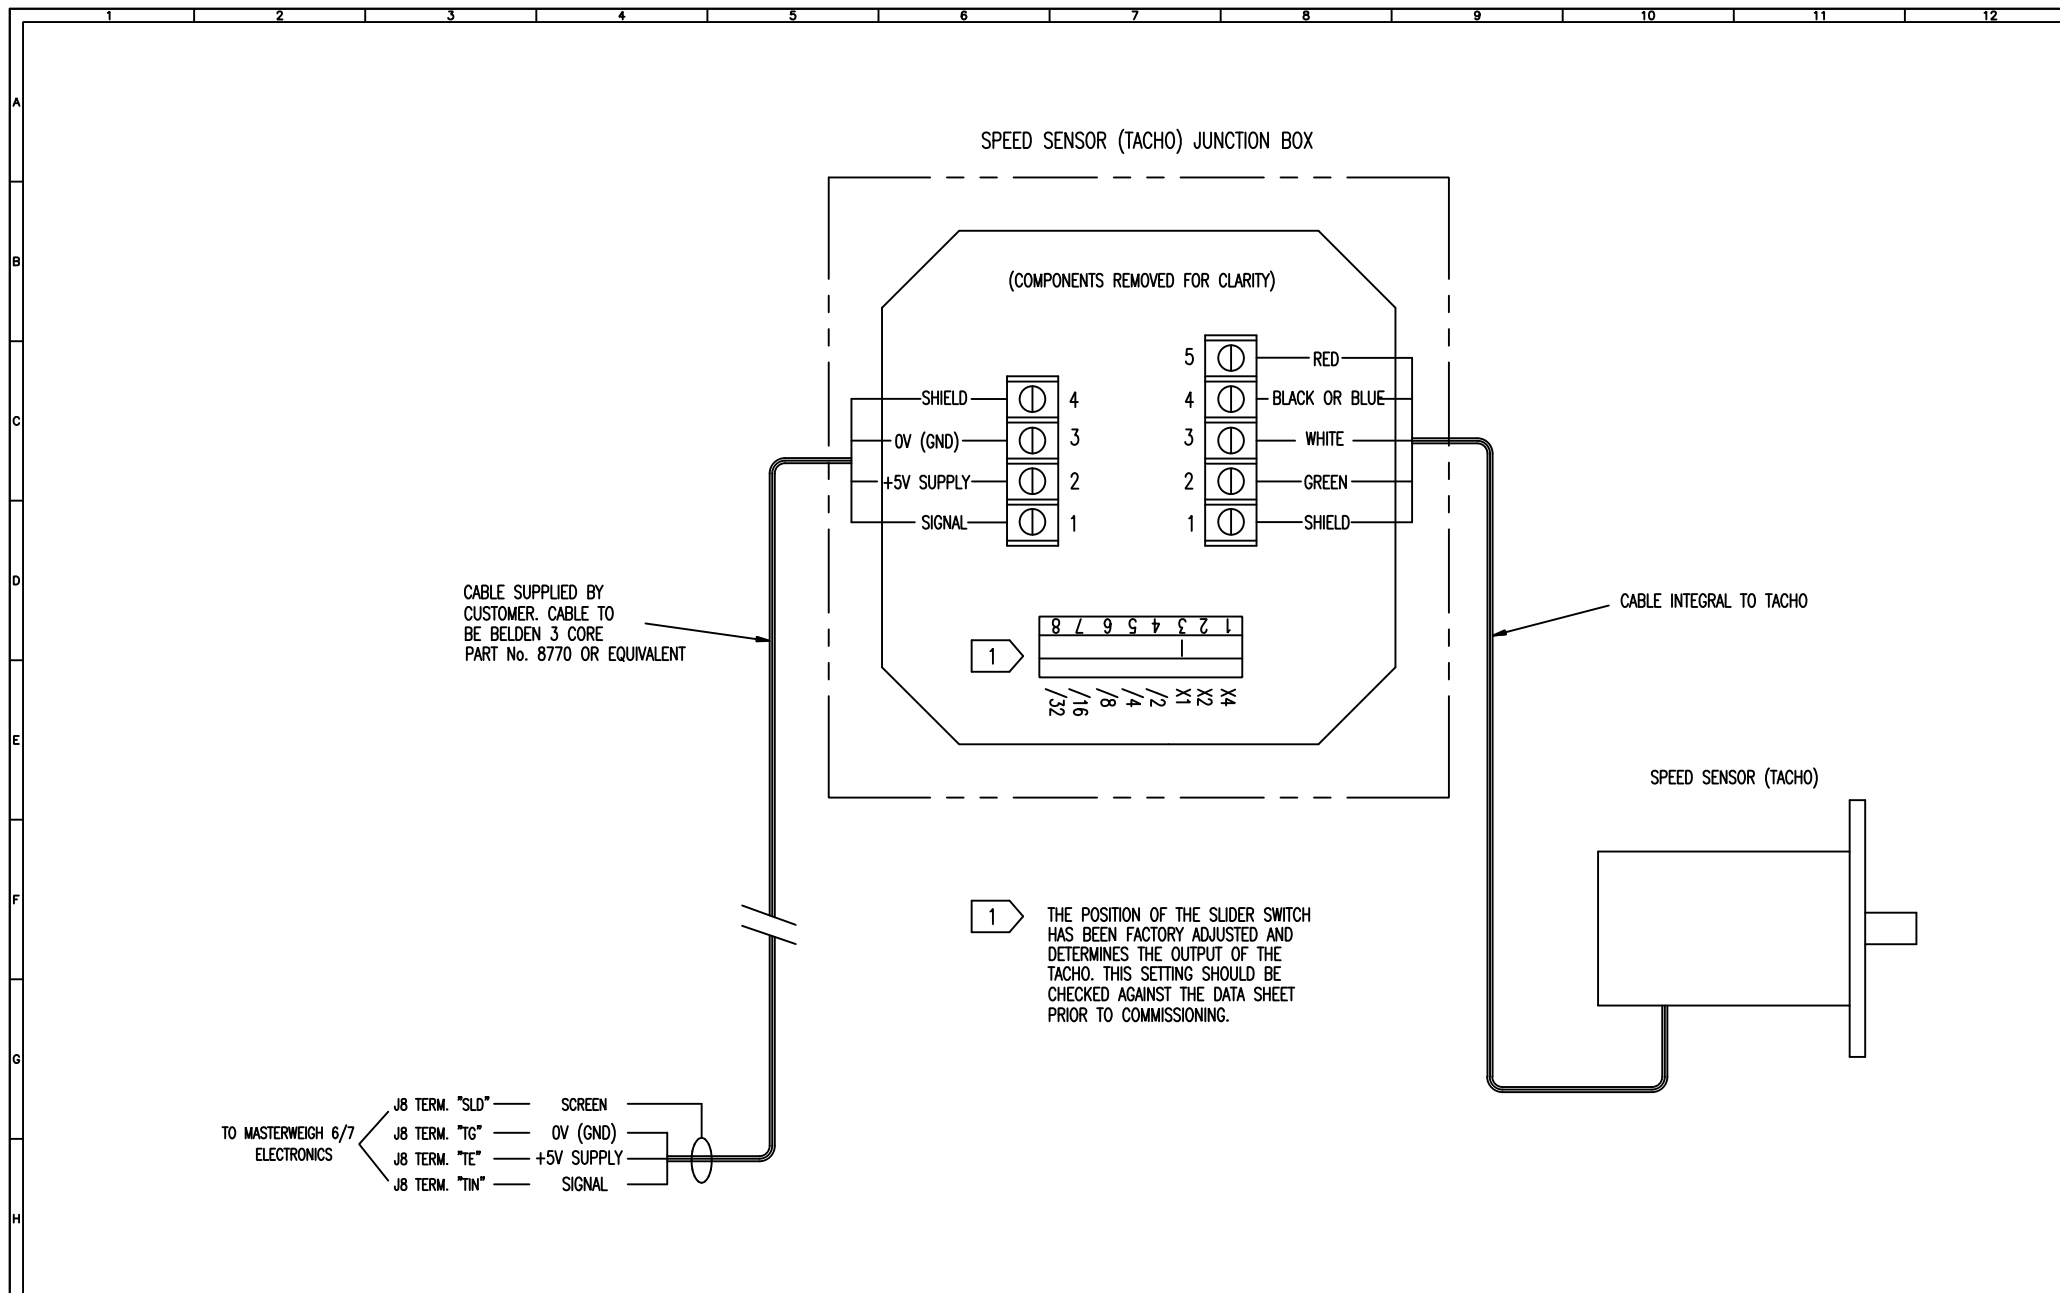 1 2 3 4 5 6 7 8 9 10 11 12
A
B
C
D
E
F
G
H
SPEED SENSOR (TACHO) JUNCTION BOX
(COMPONENTS REMOVED FOR CLARITY)
SHIELD 4
0V (GND) 3
+5V SUPPLY 2
SIGNAL 1
5 RED
4 BLACK OR BLUE
3 WHITE
2 GREEN
1 SHIELD
CABLE SUPPLIED BY
CUSTOMER. CABLE TO
BE BELDEN 3 CORE
PART No. 8770 OR EQUIVALENT
CABLE INTEGRAL TO TACHO
1
8 7 6 5 4 3 2 1
/32 /16 /8 /4 /2 X1 X2 X4
SPEED SENSOR (TACHO)
1
THE POSITION OF THE SLIDER SWITCH
HAS BEEN FACTORY ADJUSTED AND
DETERMINES THE OUTPUT OF THE
TACHO. THIS SETTING SHOULD BE
CHECKED AGAINST THE DATA SHEET
PRIOR TO COMMISSIONING.
TO MASTERWEIGH 6/7
ELECTRONICS
J8 TERM. "SLD" SCREEN
J8 TERM. "TG" 0V (GND)
J8 TERM. "TE" +5V SUPPLY
J8 TERM. "TIN" SIGNAL